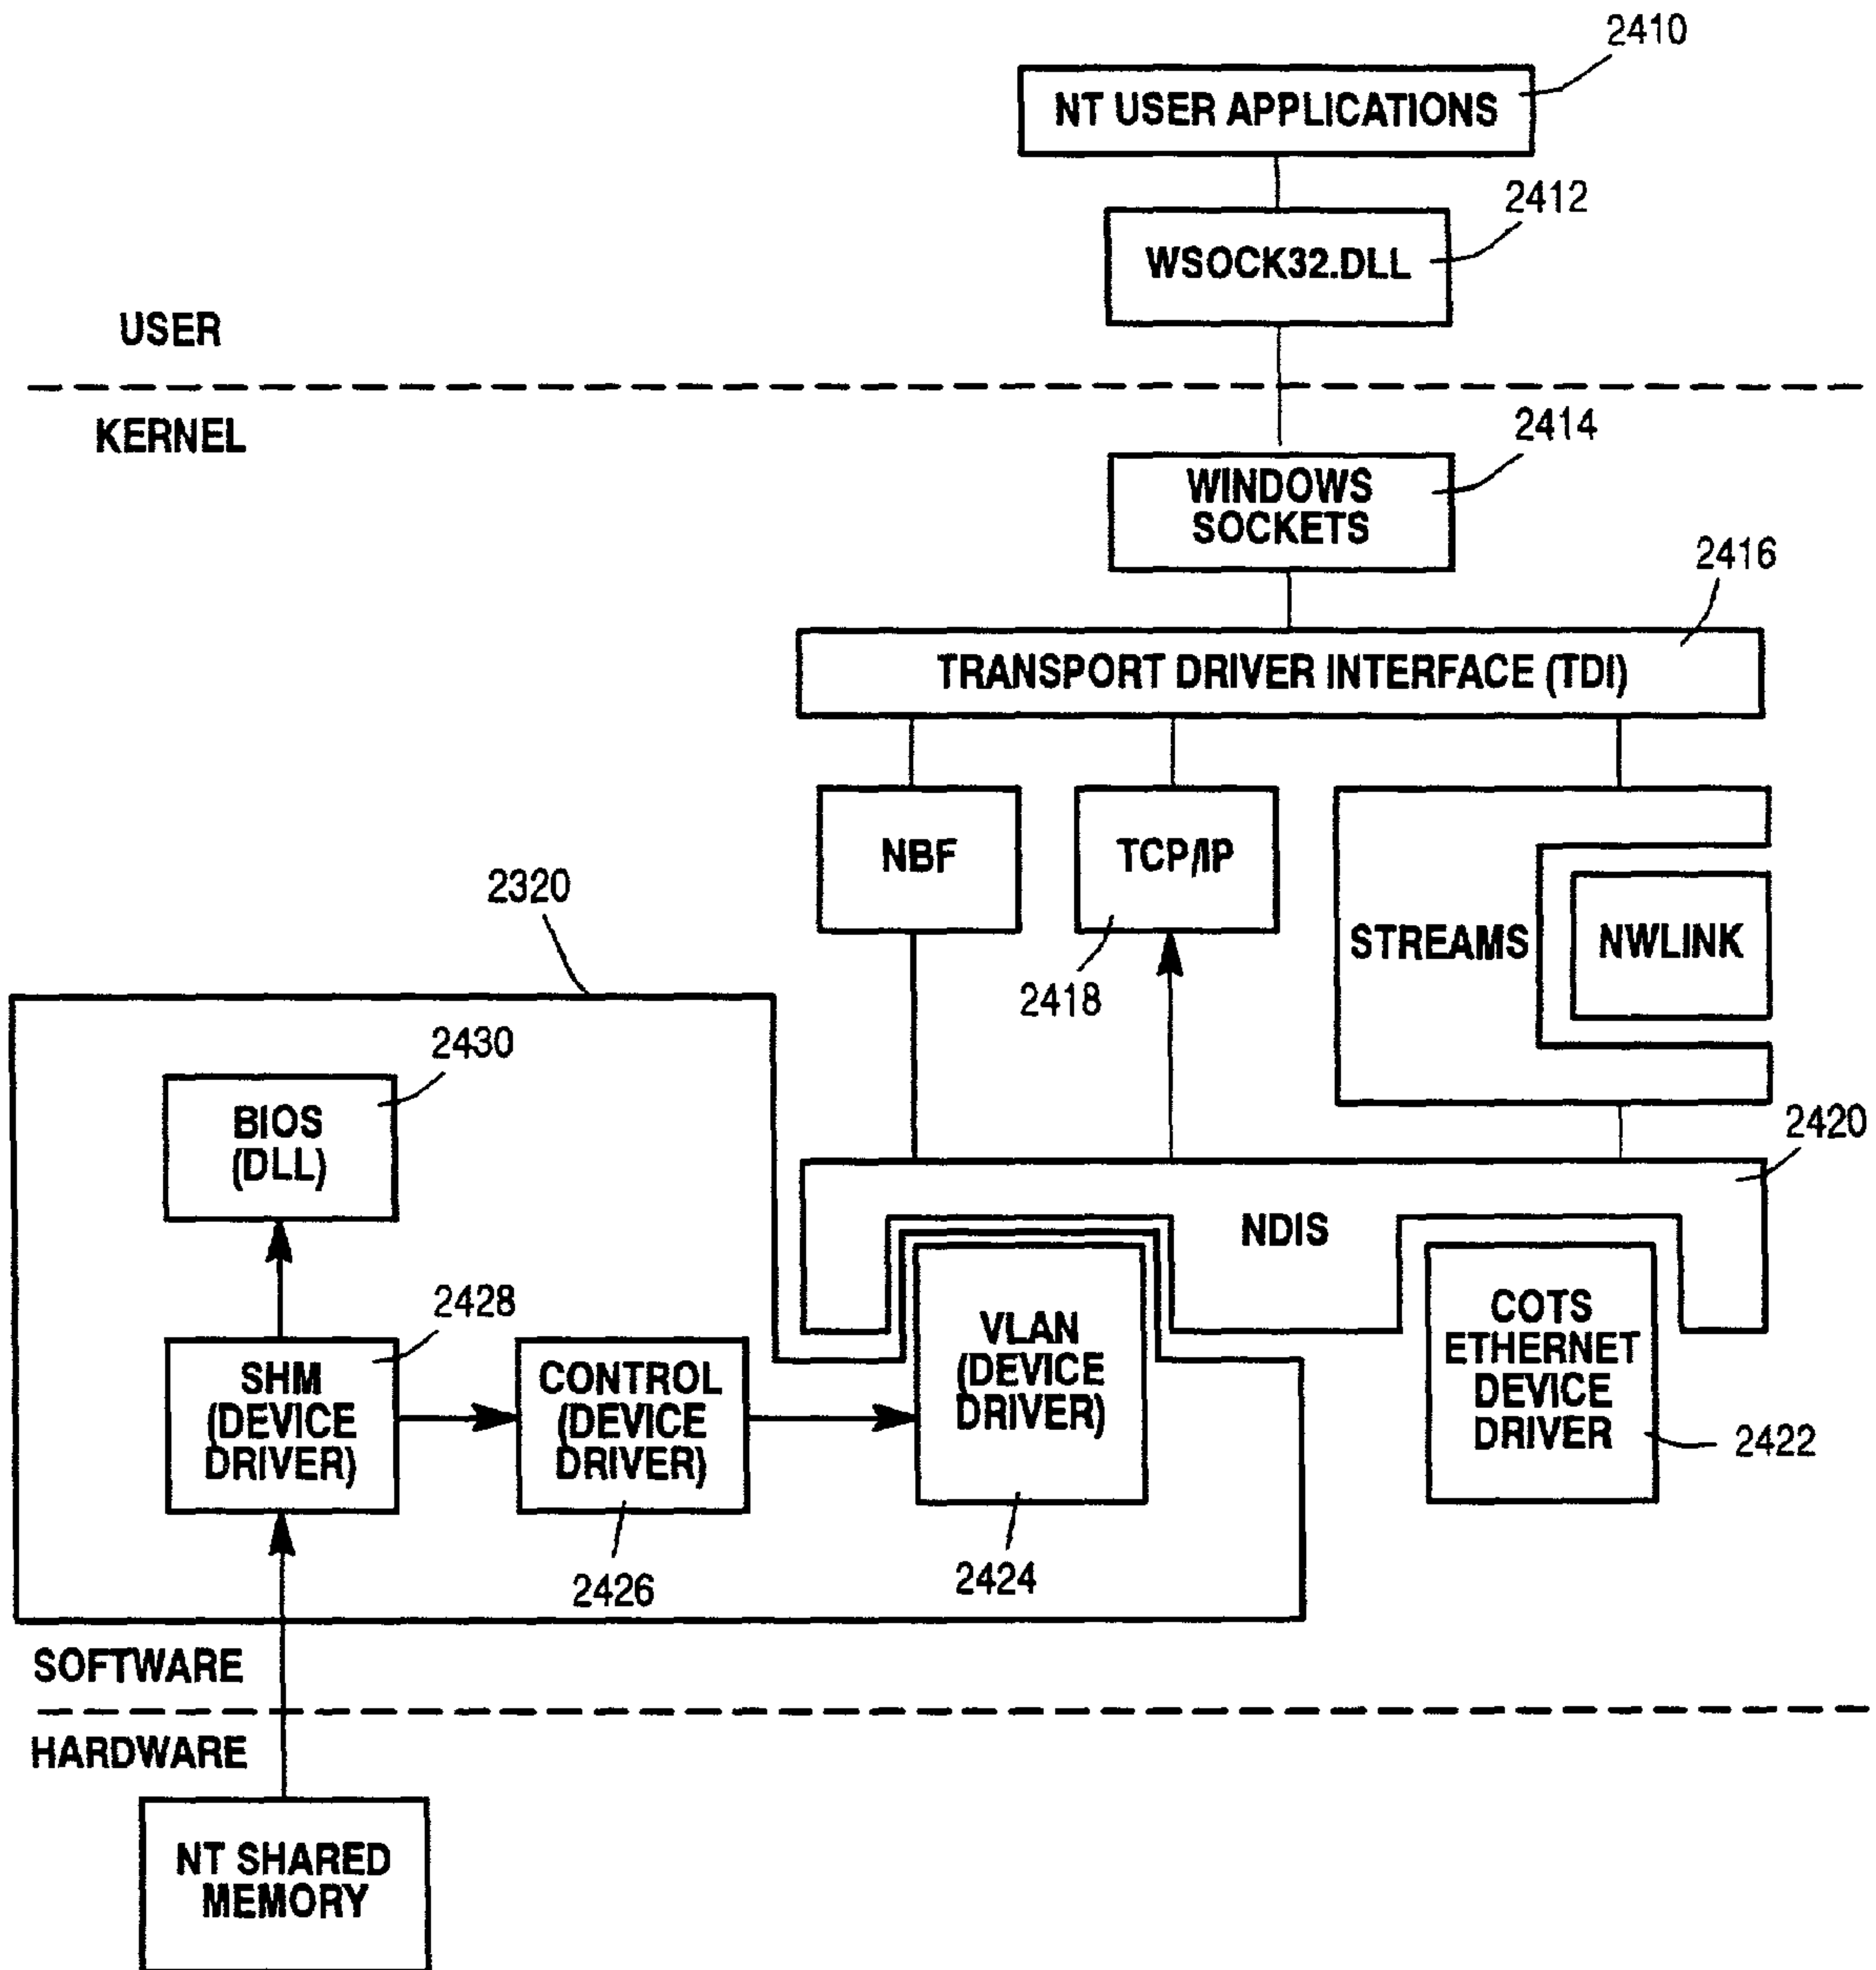 2410
NT USER APPLICATIONS
2412
WSOCK32.DLL
USER
KERNEL
2414
WINDOWS
SOCKETS
2416
TRANSPORT DRIVER INTERFACE (TDI)
NBF
TCP/IP
2418
STREAMS
NWLINK
2320
2430
BIOS
(DLL)
2420
NDIS
2428
SHM
(DEVICE
DRIVER)
CONTROL
(DEVICE
DRIVER)
2426
VLAN
(DEVICE
DRIVER)
2424
COTS
ETHERNET
DEVICE
DRIVER
2422
SOFTWARE
HARDWARE
NT SHARED
MEMORY